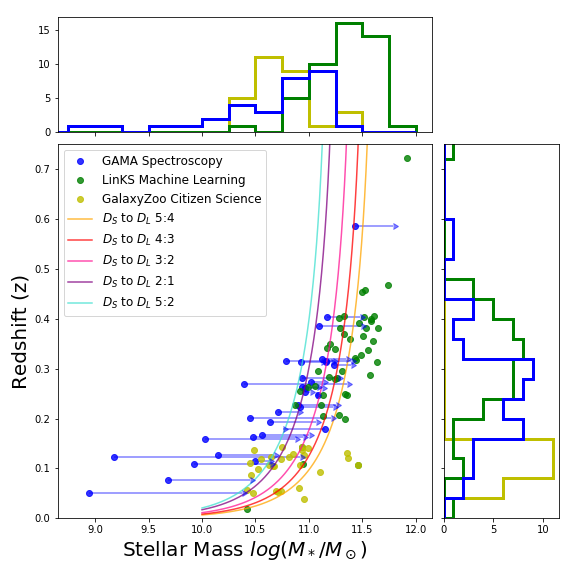 15
10
5
0
0.7
0.6
0.5
0.4
0.3
0.2
0.1
0.0
Redshift (z)
GAMA Spectroscopy
LinKS Machine Learning
GalaxyZoo Citizen Science
D_S to D_L 5:4
D_S to D_L 4:3
D_S to D_L 3:2
D_S to D_L 2:1
D_S to D_L 5:2
9.0 9.5 10.0 10.5 11.0 11.5 12.0
Stellar Mass log(M_*/M_⊙)
0 5 10